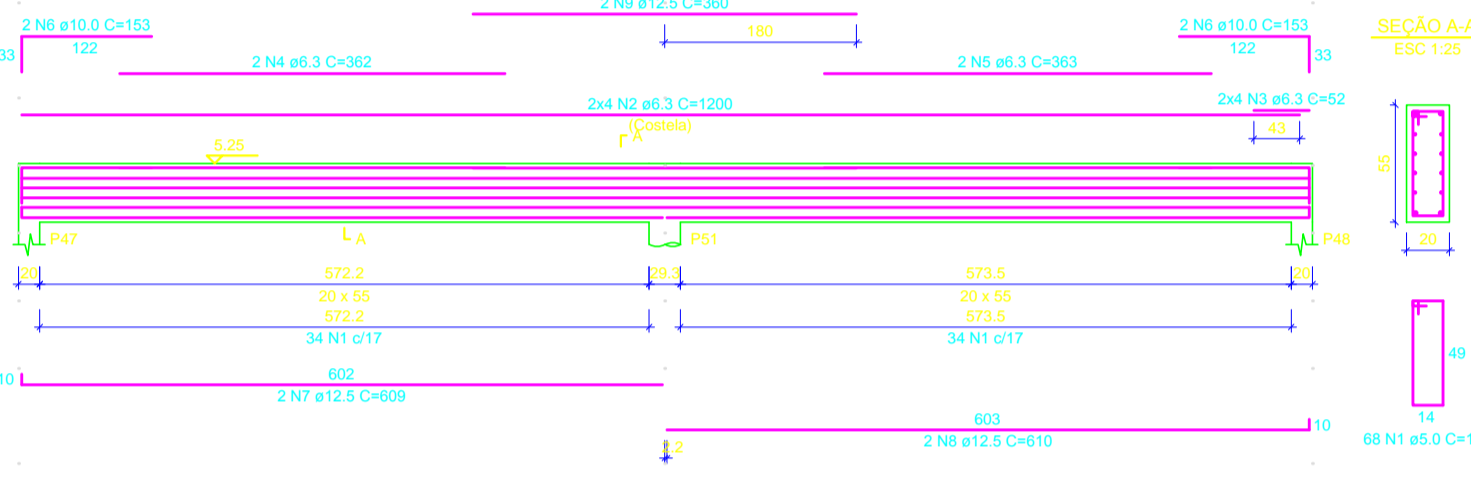 2 N9 ø12.5 C=360
2 N6 ø10.0 C=153
122
33
180
2 N6 ø10.0 C=153
122
33
SEÇÃO A-A
ESC 1:25
2 N4 ø6.3 C=362
2 N5 ø6.3 C=363
2x4 N2 ø6.3 C=1200
(Costela)
2x4 N3 ø6.3 C=52
43
A
5.25
55
P47
A
P51
P48
20
20
572.2
29.3
573.5
20
20 x 55
20 x 55
572.2
573.5
34 N1 c/17
34 N1 c/17
49
10
602
2 N7 ø12.5 C=609
603
10
2 N8 ø12.5 C=610
14
68 N1 ø5.0 C=1